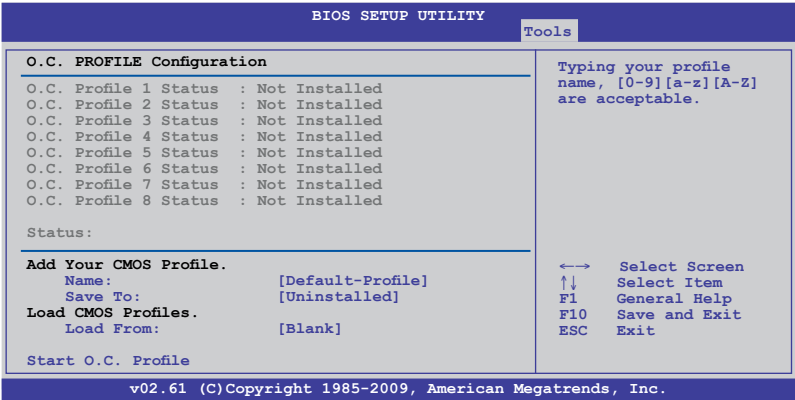 BIOS SETUP UTILITY
Tools
O.C. PROFILE Configuration
O.C. Profile 1 Status : Not Installed
O.C. Profile 2 Status : Not Installed
O.C. Profile 3 Status : Not Installed
O.C. Profile 4 Status : Not Installed
O.C. Profile 5 Status : Not Installed
O.C. Profile 6 Status : Not Installed
O.C. Profile 7 Status : Not Installed
O.C. Profile 8 Status : Not Installed
Status:
Add Your CMOS Profile.
Name: [Default-Profile]
Save To: [Uninstalled]
Load CMOS Profiles.
Load From: [Blank]
Start O.C. Profile
Typing your profile
name, [0-9][a-z][A-Z]
are acceptable.
←→ Select Screen
↑↓ Select Item
F1 General Help
F10 Save and Exit
ESC Exit
v02.61 (C)Copyright 1985-2009, American Megatrends, Inc.